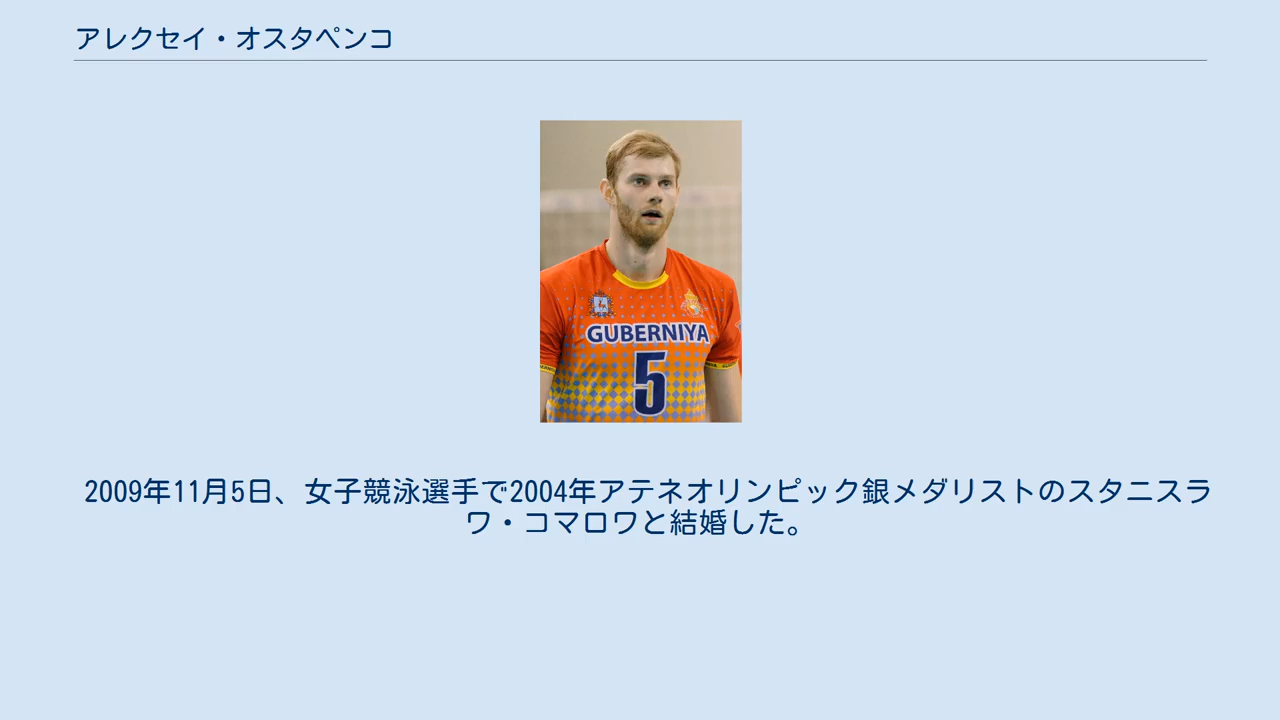 アレクセイ・オスタペンコ
GUBERNIYA
5
2009年11月5日、女子競泳選手で2004年アテネオリンピック銀メダリストのスタニスラ
ワ・コマロワと結婚した。